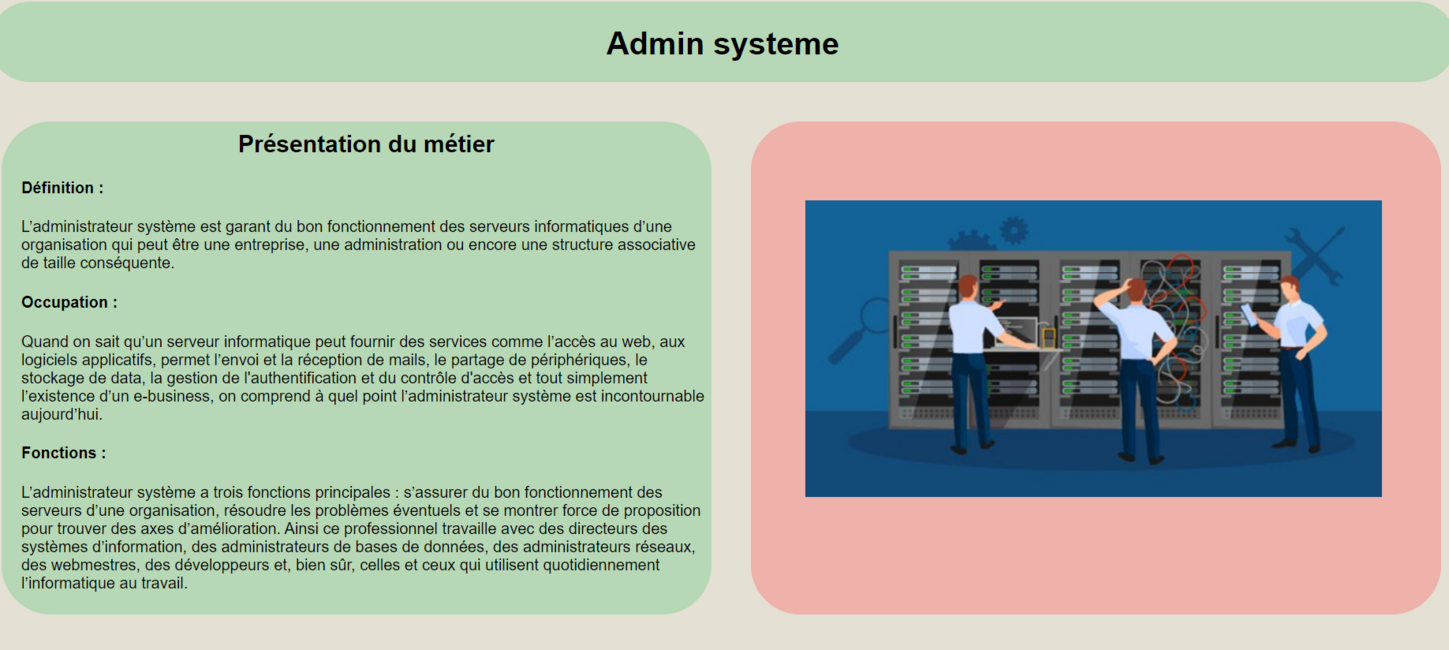 Admin systeme
Présentation du métier
Définition :
L’administrateur système est garant du bon fonctionnement des serveurs informatiques d’une
organisation qui peut être une entreprise, une administration ou encore une structure associative
de taille conséquente.
Occupation :
Quand on sait qu’un serveur informatique peut fournir des services comme l’accès au web, aux
logiciels applicatifs, permet l’envoi et la réception de mails, le partage de périphériques, le
stockage de data, la gestion de l'authentification et du contrôle d'accès et tout simplement
l’existence d’un e-business, on comprend à quel point l’administrateur système est incontournable
aujourd’hui.
Fonctions :
L’administrateur système a trois fonctions principales : s’assurer du bon fonctionnement des
serveurs d’une organisation, résoudre les problèmes éventuels et se montrer force de proposition
pour trouver des axes d’amélioration. Ainsi ce professionnel travaille avec des directeurs des
systèmes d’information, des administrateurs de bases de données, des administrateurs réseaux,
des webmestres, des développeurs et, bien sûr, celles et ceux qui utilisent quotidiennement
l’informatique au travail.